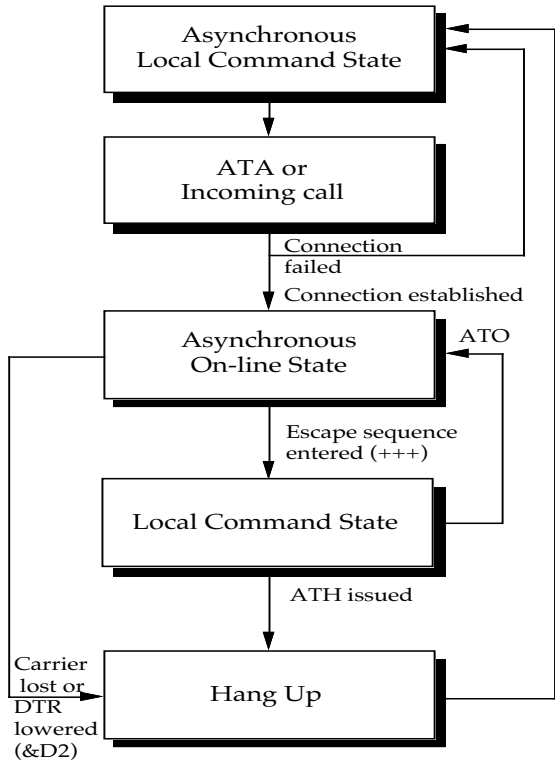 Asynchronous
Local Command State
ATA or
Incoming call
Connection
failed
Connection established
Asynchronous
On-line State
ATO
Escape sequence
entered (+++)
Local Command State
ATH issued
Carrier
lost or
DTR
lowered
(&D2)
Hang Up